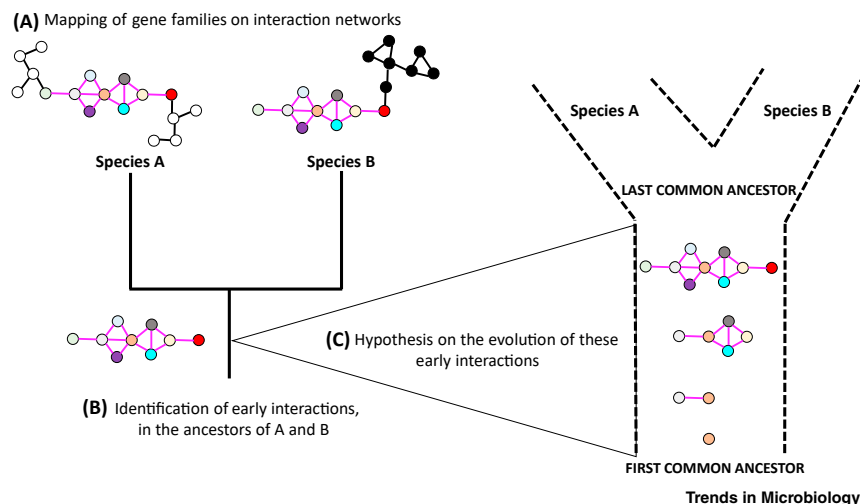 (A) Mapping of gene families on interaction networks
Species A
Species B
Species A
Species B
LAST COMMON ANCESTOR
(C) Hypothesis on the evolution of these
early interactions
(B) Identification of early interactions,
in the ancestors of A and B
FIRST COMMON ANCESTOR
Trends in Microbiology